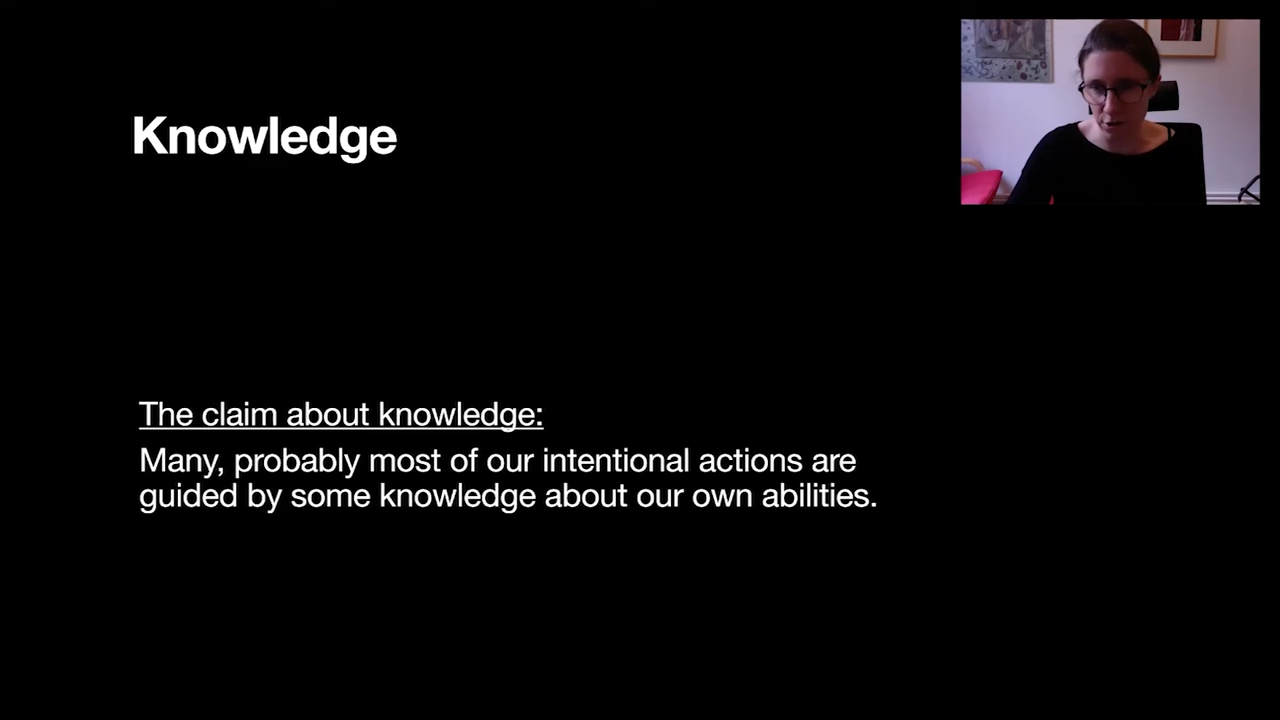 Knowledge
The claim about knowledge:
Many, probably most of our intentional actions are
guided by some knowledge about our own abilities.